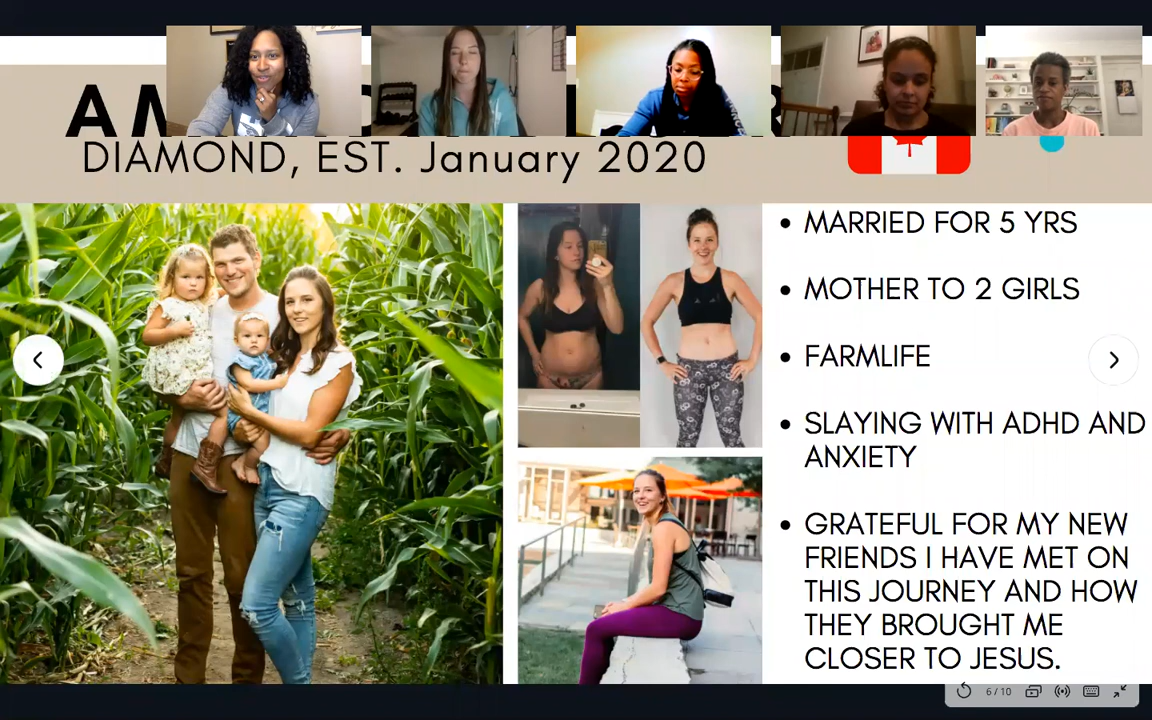 DIAMOND, EST. January 2020
• MARRIED FOR 5 YRS
• MOTHER TO 2 GIRLS
• FARMLIFE
• SLAYING WITH ADHD AND
ANXIETY
• GRATEFUL FOR MY NEW
FRIENDS I HAVE MET ON
THIS JOURNEY AND HOW
THEY BROUGHT ME
CLOSER TO JESUS.
6/10